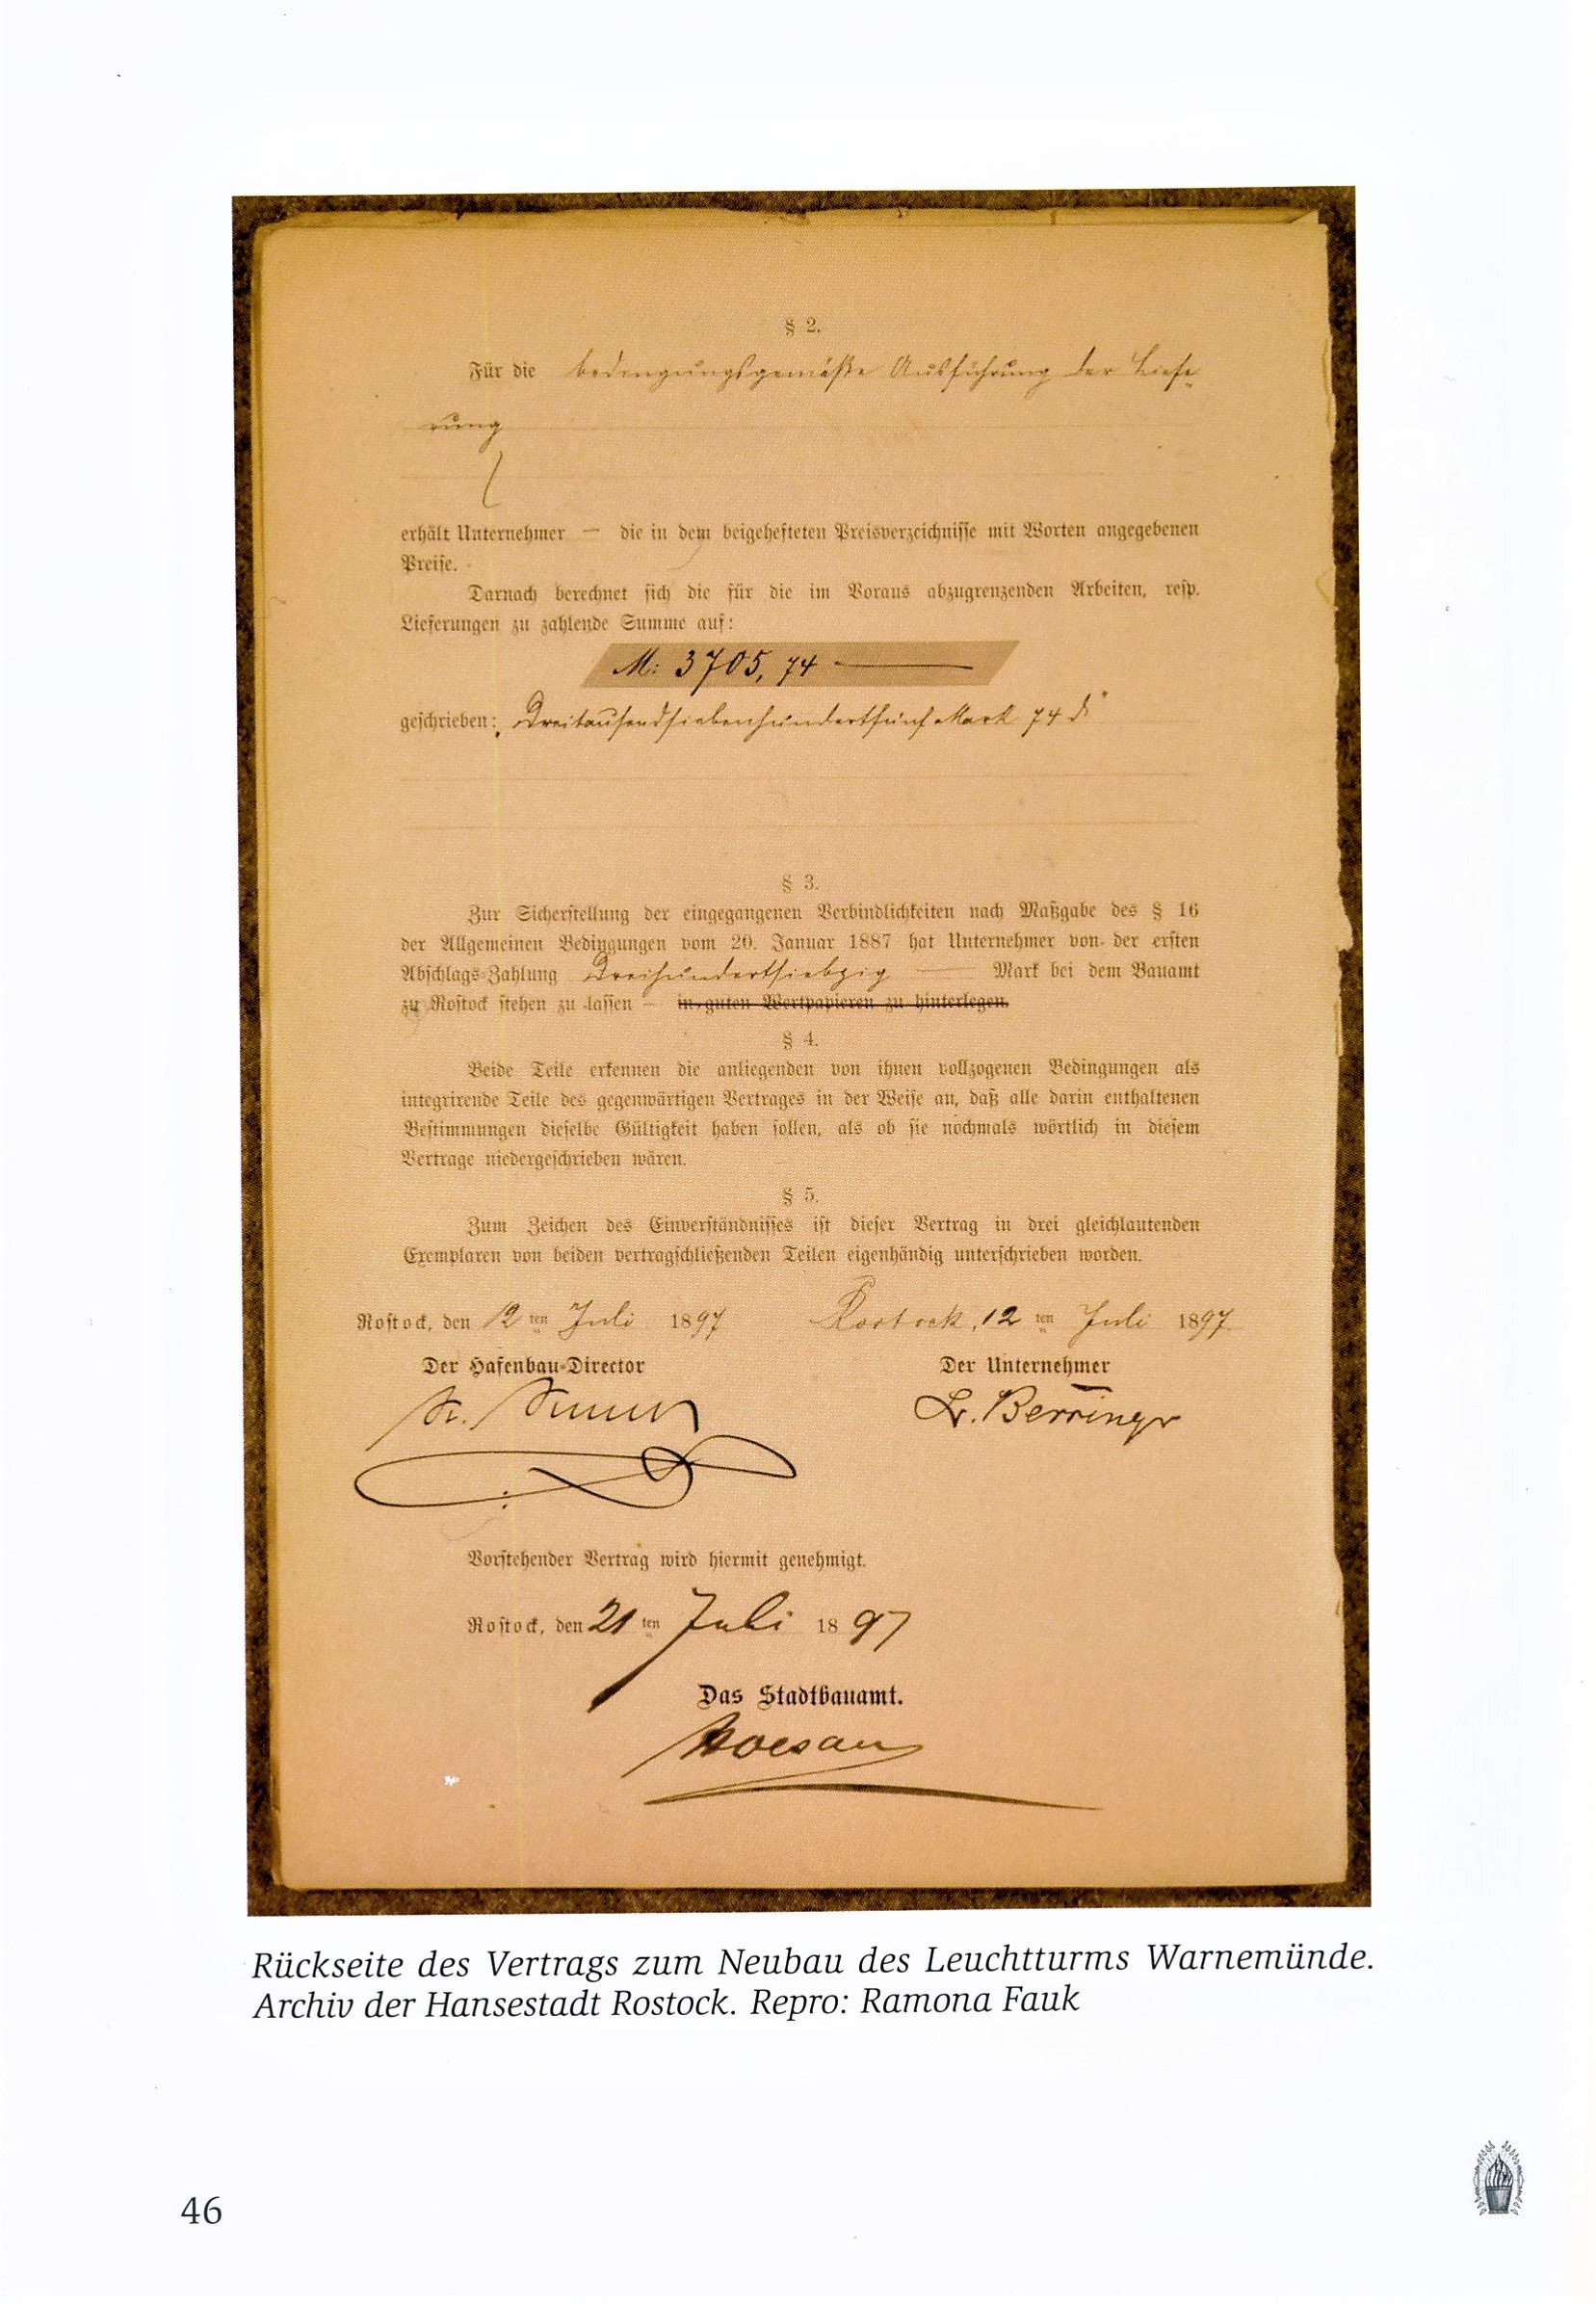 § 2.
Für die bedingungsgemäße Ausführung der Liefe-
rung
erhält Unternehmer — die in dem beigehefteten Preisverzeichnisse mit Worten angegebenen
Preise.
Darnach berechnet sich die für die im Voraus abzugrenzenden Arbeiten, resp.
Lieferungen zu zahlende Summe auf:
M: 3705,74 —
geschrieben: Dreitausendsiebenhundertfünf Mark 74 ₰
§ 3.
Zur Sicherstellung der eingegangenen Verbindlichkeiten nach Maßgabe des § 16
der Allgemeinen Bedingungen vom 20. Januar 1887 hat Unternehmer von der ersten
Abschlags-Zahlung Dreihundertsiebzig — Mark bei dem Bauamt
zu Rostock stehen zu lassen — in guten Wertpapieren zu hinterlegen.
§ 4.
Beide Teile erkennen die anliegenden von ihnen vollzogenen Bedingungen als
integrirende Teile des gegenwärtigen Vertrages in der Weise an, daß alle darin enthaltenen
Bestimmungen dieselbe Gültigkeit haben sollen, als ob sie nochmals wörtlich in diesem
Vertrage niedergeschrieben wären.
§ 5.
Zum Zeichen des Einverständnisses ist dieser Vertrag in drei gleichlautenden
Exemplaren von beiden vertragschließenden Teilen eigenhändig unterschrieben worden.
Rostock, den 12ten Juli 1897 Rostock, 12ten Juli 1897
Der Hafenbau-Director Der Unternehmer
L. Berringer
Vorstehender Vertrag wird hiermit genehmigt.
Rostock, den 21ten Juli 1897
Das Stadtbauamt.
Rückseite des Vertrags zum Neubau des Leuchtturms Warnemünde.
Archiv der Hansestadt Rostock. Repro: Ramona Fauk
46